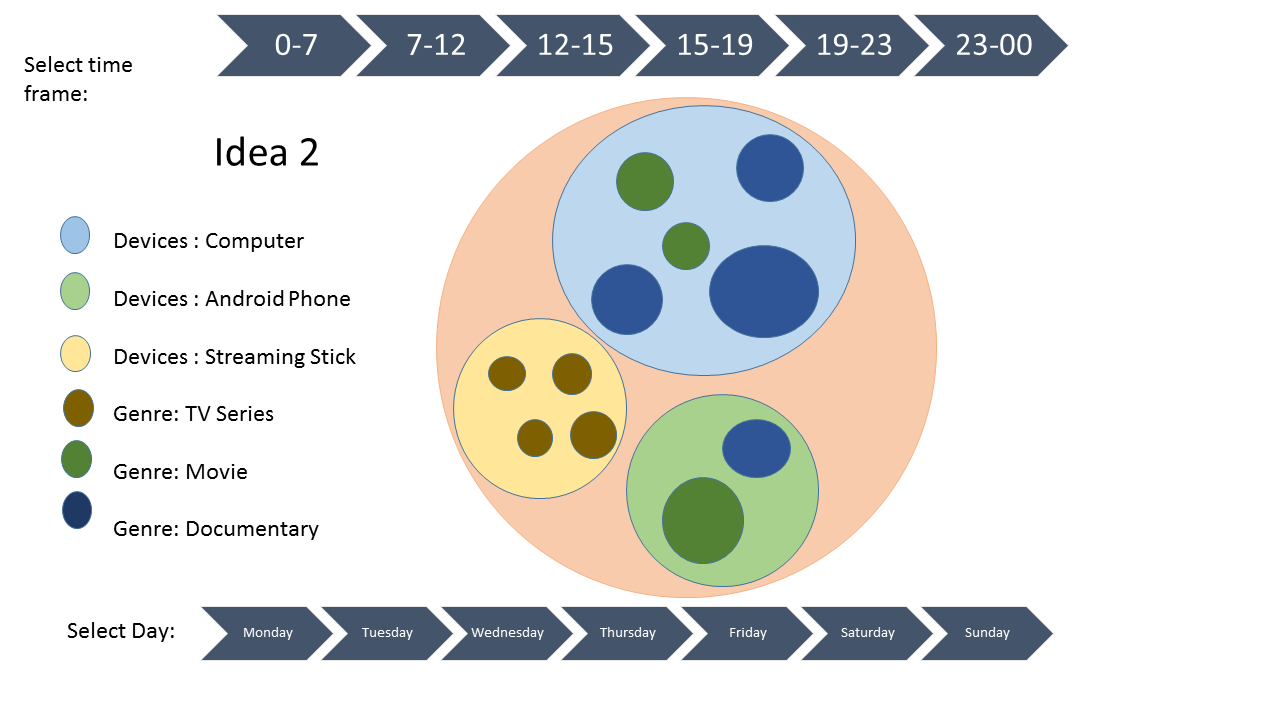 0-7 7-12 12-15 15-19 19-23 23-00
Select time
frame:
Idea 2
Devices : Computer
Devices : Android Phone
Devices : Streaming Stick
Genre: TV Series
Genre: Movie
Genre: Documentary
Select Day:
Monday Tuesday Wednesday Thursday Friday Saturday Sunday